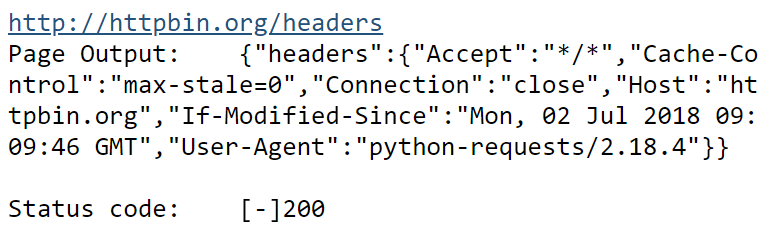 http://httpbin.org/headers
Page Output:    {"headers":{"Accept":"*/*","Cache-Co
ntrol":"max-stale=0","Connection":"close","Host":"ht
tpbin.org","If-Modified-Since":"Mon, 02 Jul 2018 09:
09:46 GMT","User-Agent":"python-requests/2.18.4"}}
Status code:    [-]200